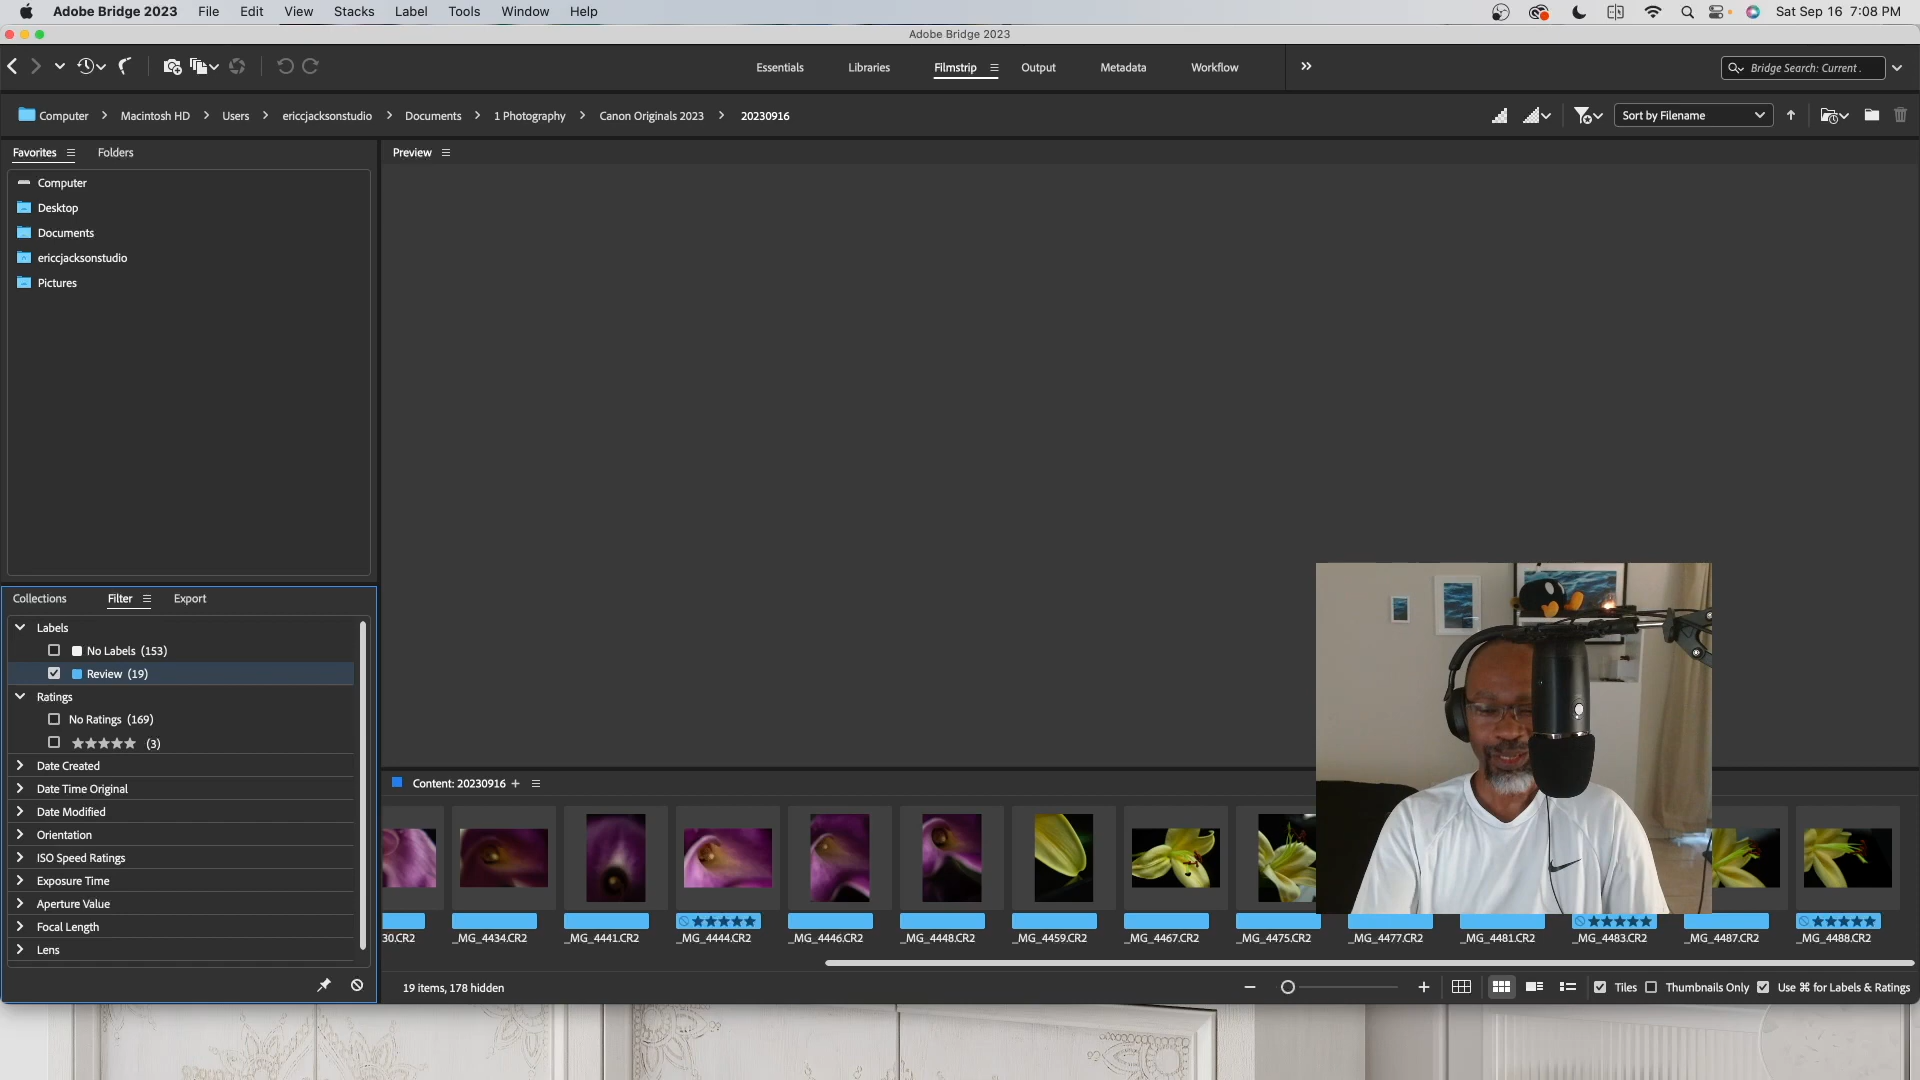 Adobe Bridge 2023 File Edit View Stacks Label Tools Window Help Sat Sep 16 7:08 PM
Adobe Bridge 2023
Essentials Libraries Filmstrip Output Metadata Workflow Bridge Search: Current .
Computer Macintosh HD Users ericcjacksonstudio Documents 1 Photography Canon Originals 2023 20230916 Sort by Filename
Favorites Folders Preview
Computer
Desktop
Documents
ericcjacksonstudio
Pictures
Collections Filter Export
Labels
No Labels (153)
Review (19)
Ratings
No Ratings (169)
★★★★★ (3)
Date Created
Date Time Original
Date Modified
Orientation
ISO Speed Ratings
Exposure Time
Aperture Value
Focal Length
Lens
Content: 20230916
30.CR2 _MG_4434.CR2 _MG_4441.CR2 _MG_4444.CR2 _MG_4446.CR2 _MG_4448.CR2 _MG_4459.CR2 _MG_4467.CR2 _MG_4475.CR2 _MG_4477.CR2 _MG_4481.CR2 _MG_4483.CR2 _MG_4487.CR2 _MG_4488.CR2
19 items, 178 hidden Tiles Thumbnails Only Use ⌘ for Labels & Ratings